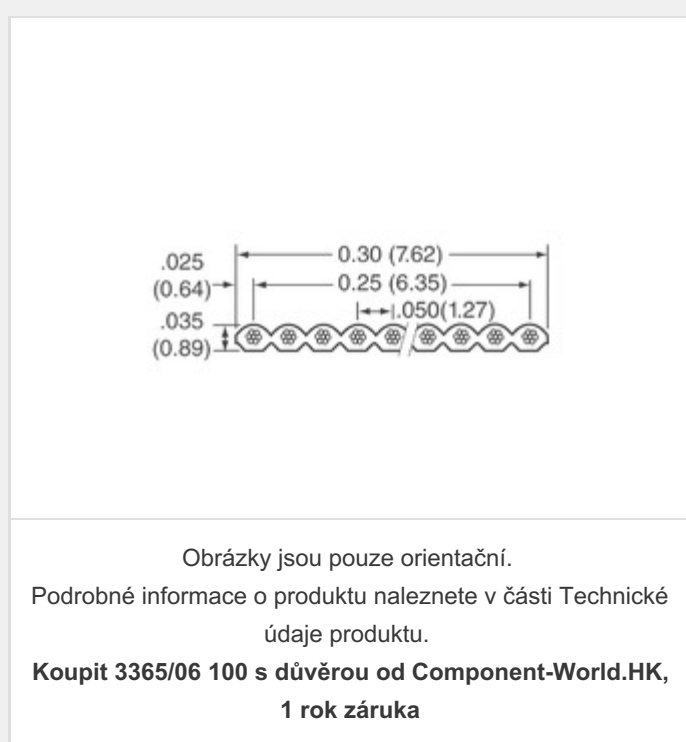 0.30 (7.62)
.025
(0.64)
0.25 (6.35)
.050(1.27)
.035
(0.89)
Obrázky jsou pouze orientační.
Podrobné informace o produktu naleznete v části Technické
údaje produktu.
Koupit 3365/06 100 s důvěrou od Component-World.HK,
1 rok záruka